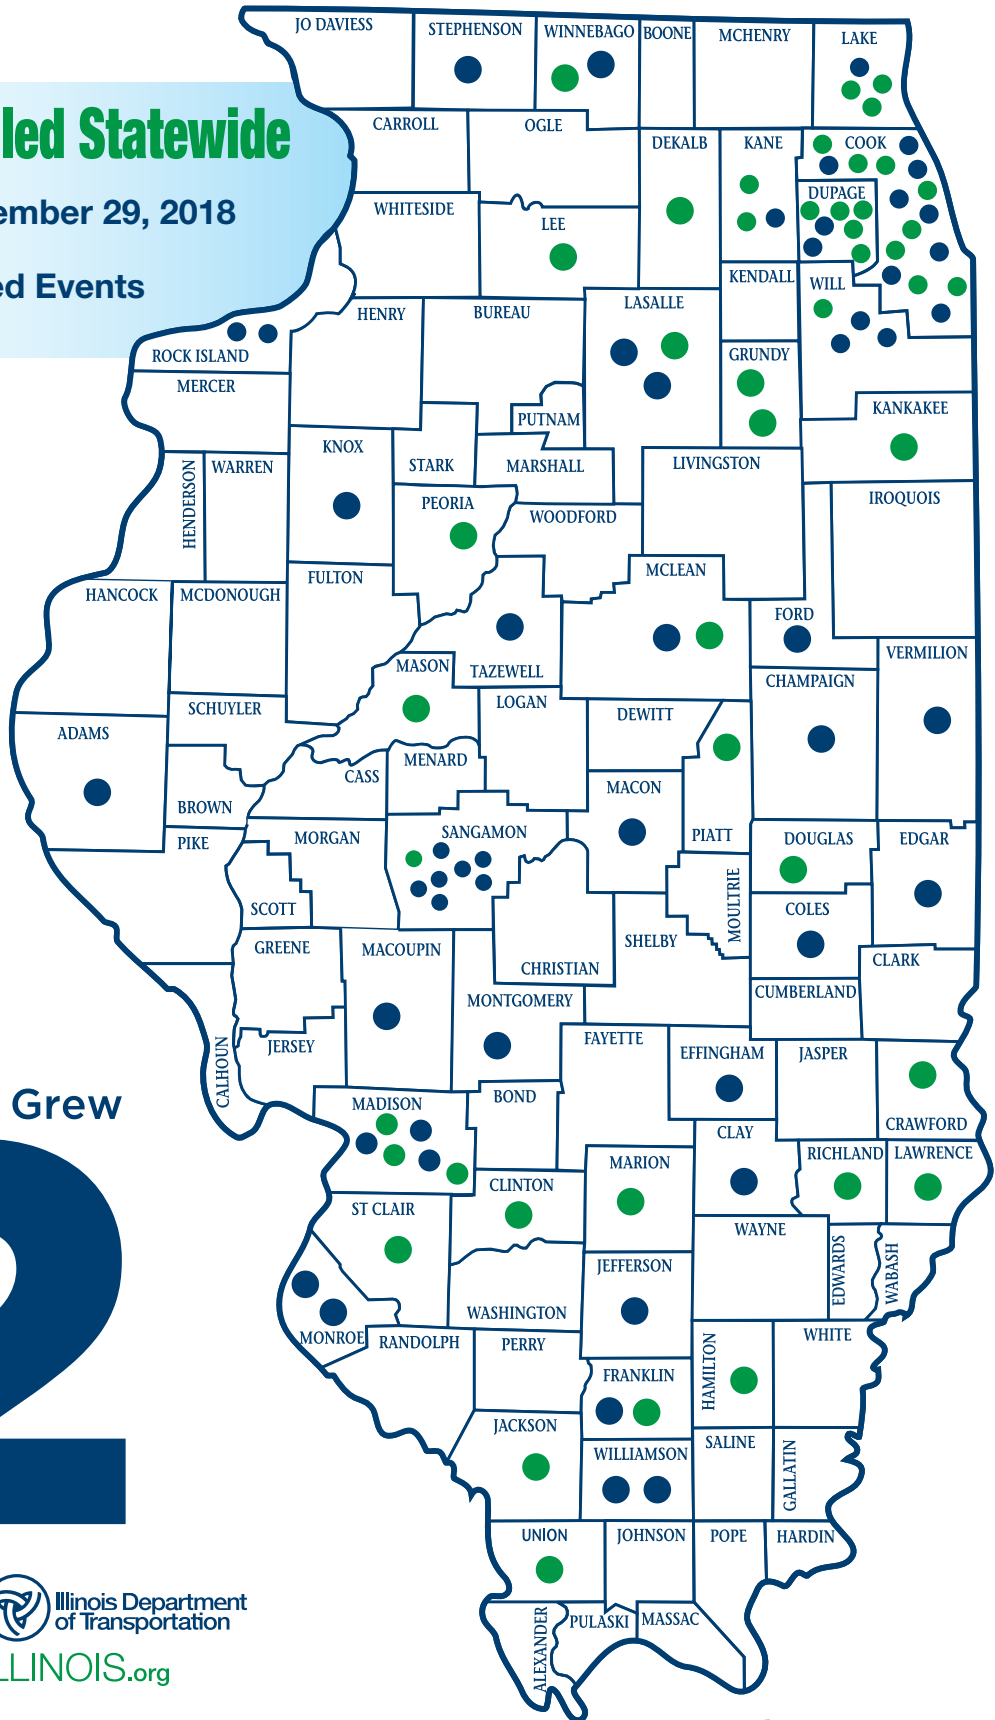 JO DAVIESS
STEPHENSON
WINNEBAGO
BOONE
MCHENRY
LAKE
led Statewide
ember 29, 2018
ed Events
CARROLL
OGLE
DEKALB
KANE
COOK
DUPAGE
WHITESIDE
LEE
KENDALL
WILL
HENRY
BUREAU
LASALLE
ROCK ISLAND
GRUNDY
MERCER
PUTNAM
KANKAKEE
KNOX
STARK
MARSHALL
LIVINGSTON
HENDERSON
WARREN
PEORIA
WOODFORD
IROQUOIS
HANCOCK
MCDONOUGH
FULTON
MCLEAN
FORD
VERMILION
MASON
TAZEWELL
CHAMPAIGN
SCHUYLER
LOGAN
DEWITT
ADAMS
CASS
MENARD
MACON
BROWN
PIKE
MORGAN
SANGAMON
PIATT
DOUGLAS
EDGAR
SCOTT
MOULTRIE
COLES
GREENE
MACOUPIN
CHRISTIAN
SHELBY
CLARK
CUMBERLAND
MONTGOMERY
CALHOUN
JERSEY
FAYETTE
EFFINGHAM
JASPER
Grew
MADISON
BOND
CRAWFORD
CLAY
RICHLAND
LAWRENCE
MARION
CLINTON
ST CLAIR
WAYNE
EDWARDS
WABASH
JEFFERSON
WASHINGTON
2
MONROE
RANDOLPH
PERRY
HAMILTON
WHITE
FRANKLIN
JACKSON
WILLIAMSON
SALINE
GALLATIN
UNION
JOHNSON
POPE
HARDIN
Illinois Department
of Transportation
ALEXANDER
PULASKI
MASSAC
LLINOIS.org